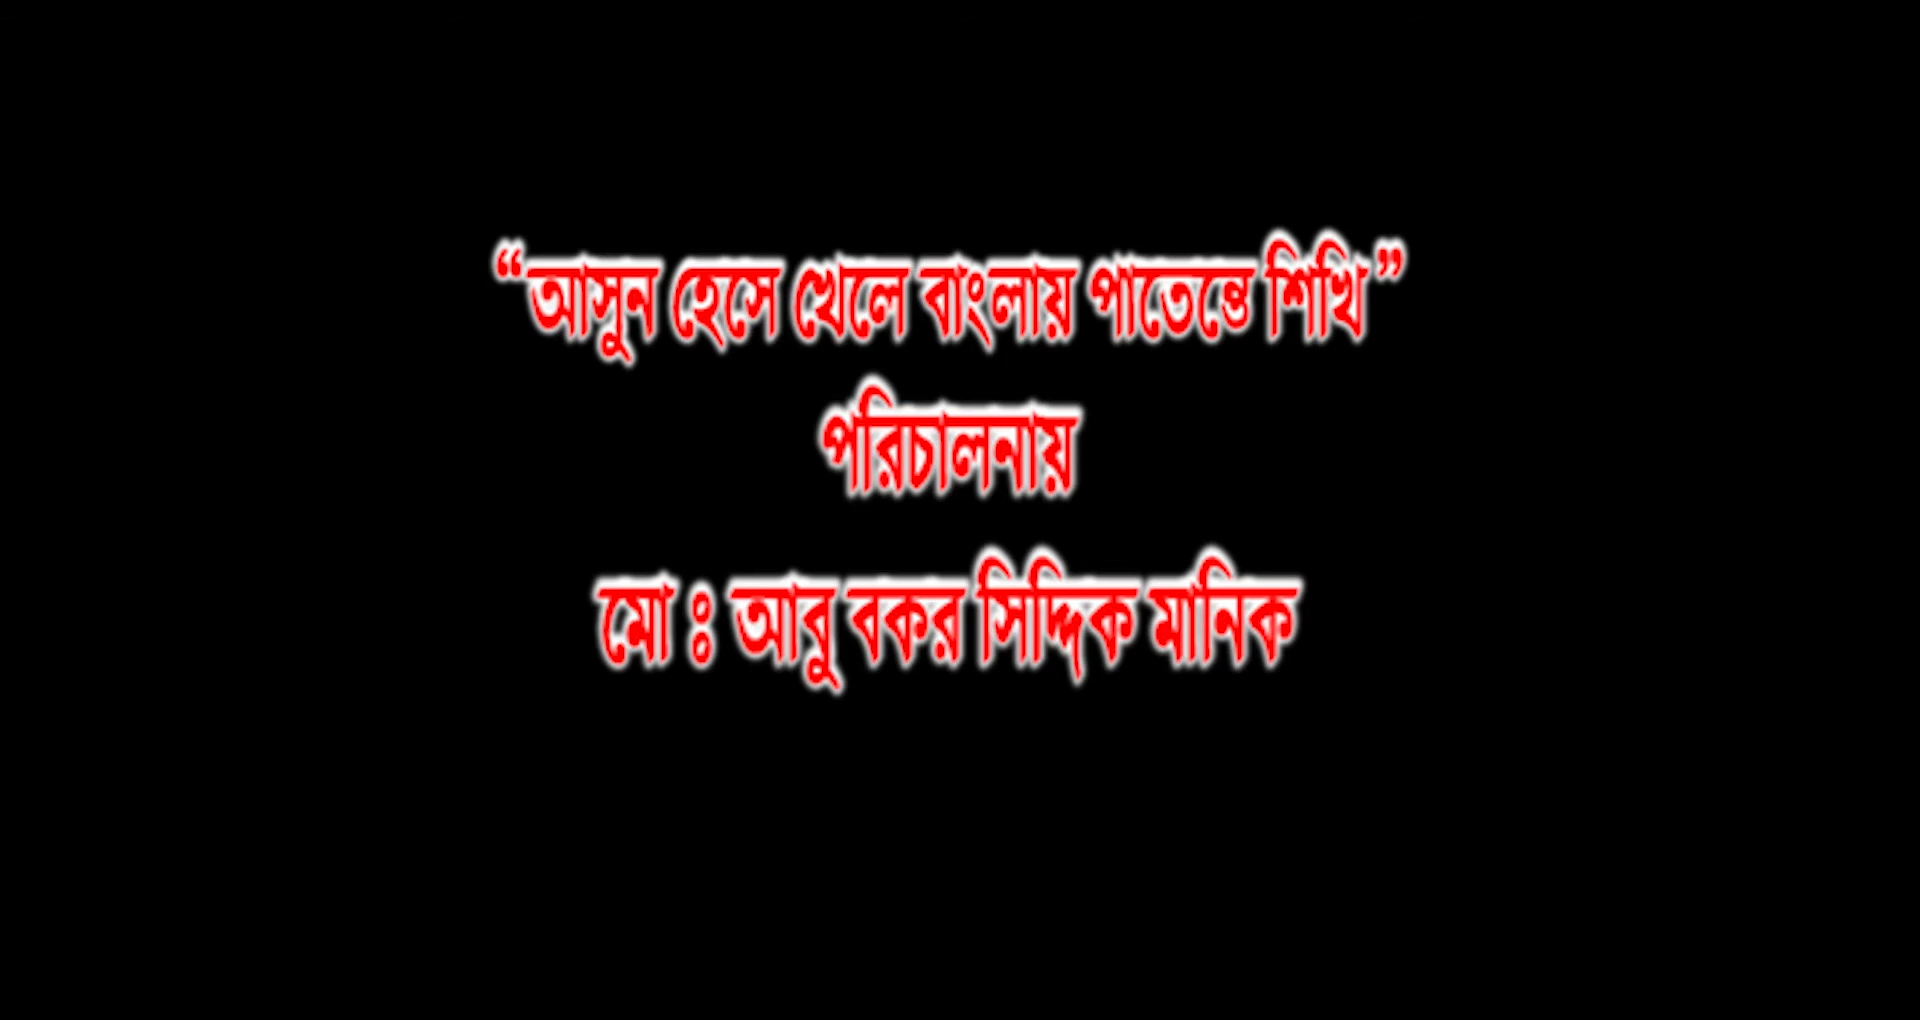 “আসুন হেসে খেলে বাংলায় পাতেন্তে শিখি”
পরিচালনায়
মো ঃ আবু বকর সিদ্দিক মানিক